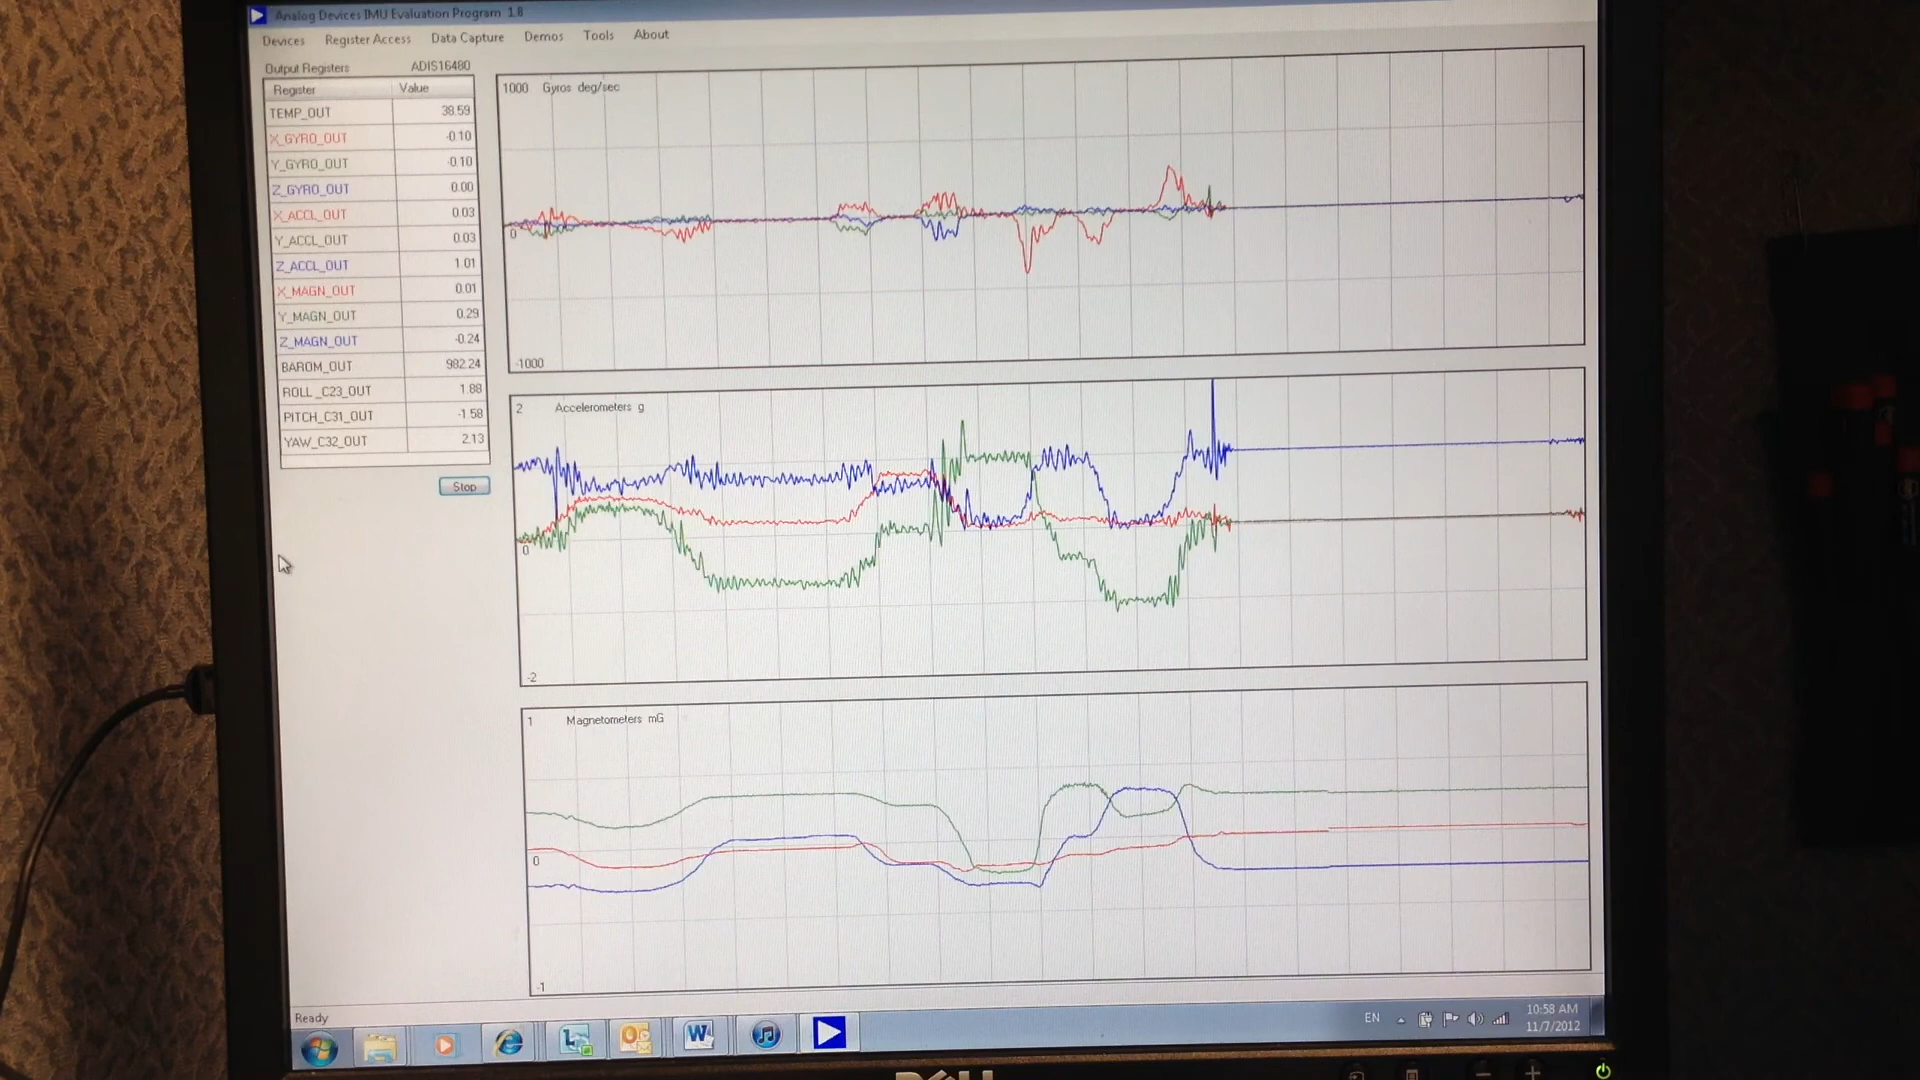 Analog Devices IMU Evaluation Program 1.8
Devices Register Access Data Capture Demos Tools About
Output Registers ADIS16480
Register Value
TEMP_OUT 38.59
X_GYRO_OUT -0.10
Y_GYRO_OUT -0.10
Z_GYRO_OUT 0.00
X_ACCL_OUT 0.03
Y_ACCL_OUT 0.03
Z_ACCL_OUT 1.01
X_MAGN_OUT 0.01
Y_MAGN_OUT 0.29
Z_MAGN_OUT -0.24
BAROM_OUT 982.24
ROLL_C23_OUT 1.88
PITCH_C31_OUT -1.58
YAW_C32_OUT 2.13
Stop
1000 Gyros deg/sec
0
-1000
2 Accelerometers g
0
-2
1 Magnetometers mG
0
-1
Ready
EN
10:58 AM
11/7/2012
DELL